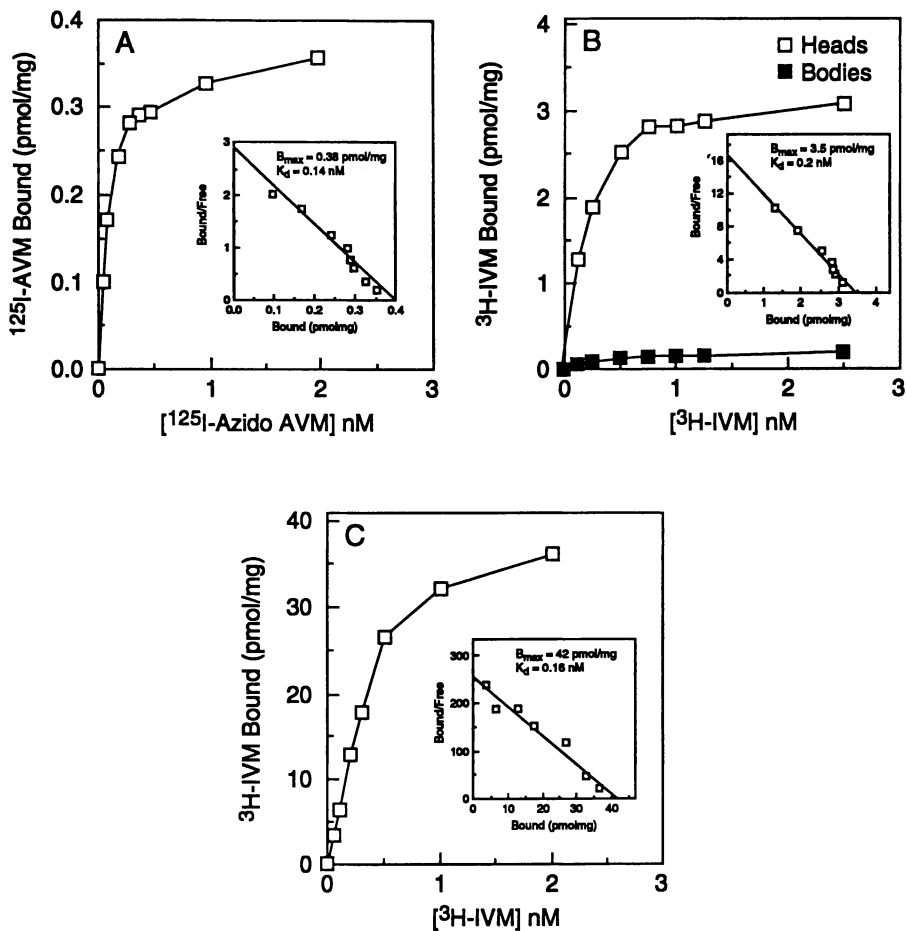 A
¹²⁵I-AVM Bound (pmol/mg)
0.4
0.3
0.2
0.1
0.0
0 1 2 3
[¹²⁵I-Azido AVM] nM
Bmax = 0.38 pmol/mg
Kd = 0.14 nM
Bound/Free
3
2
1
0
0.0 0.1 0.2 0.3 0.4
Bound (pmolmg)
B
Heads
Bodies
³H-IVM Bound (pmol/mg)
4
3
2
1
0
0 1 2 3
[³H-IVM] nM
Bmax = 3.5 pmol/mg
Kd = 0.2 nM
Bound/Free
16
12
8
4
0
0 1 2 3 4
Bound (pmolmg)
C
³H-IVM Bound (pmol/mg)
40
30
20
10
0
0 1 2 3
[³H-IVM] nM
Bmax = 42 pmol/mg
Kd = 0.16 nM
Bound/Free
300
200
100
0
0 10 20 30 40
Bound (pmolmg)